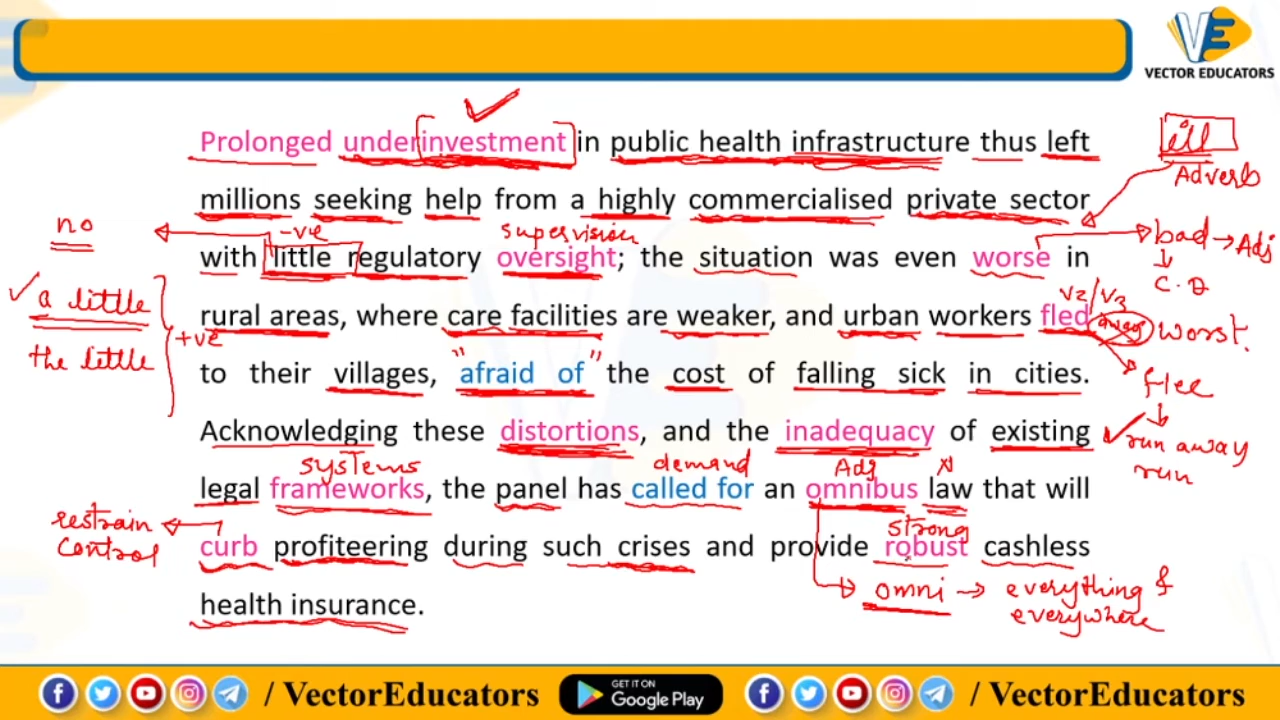 VECTOR EDUCATORS
Prolonged underinvestment in public health infrastructure thus left
millions seeking help from a highly commercialised private sector
with little regulatory oversight; the situation was even worse in
rural areas, where care facilities are weaker, and urban workers fled
to their villages, "afraid of" the cost of falling sick in cities.
Acknowledging these distortions, and the inadequacy of existing
legal frameworks, the panel has called for an omnibus law that will
curb profiteering during such crises and provide robust cashless
health insurance.
ill
Adverb
bad → Adj
C.D
worst.
flee
run away
run
no
-ve
a little
the little
+ve
supervision
V2/V3
away
systems
demand
Adj
N
strong
restrain
control
omni → everything &
everywhere
/ VectorEducators
GET IT ON
Google Play
/ VectorEducators